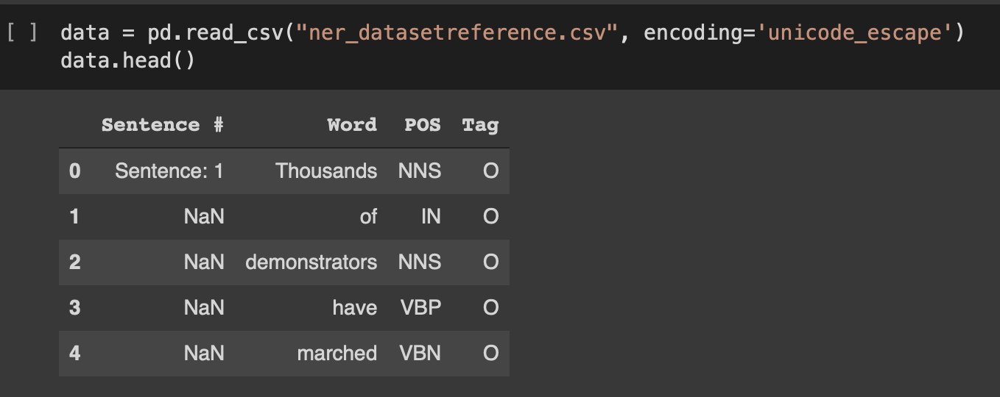 [ ] data = pd.read_csv("ner_datasetreference.csv", encoding='unicode_escape')
data.head()
Sentence # Word POS Tag
0 Sentence: 1 Thousands NNS O
1 NaN of IN O
2 NaN demonstrators NNS O
3 NaN have VBP O
4 NaN marched VBN O